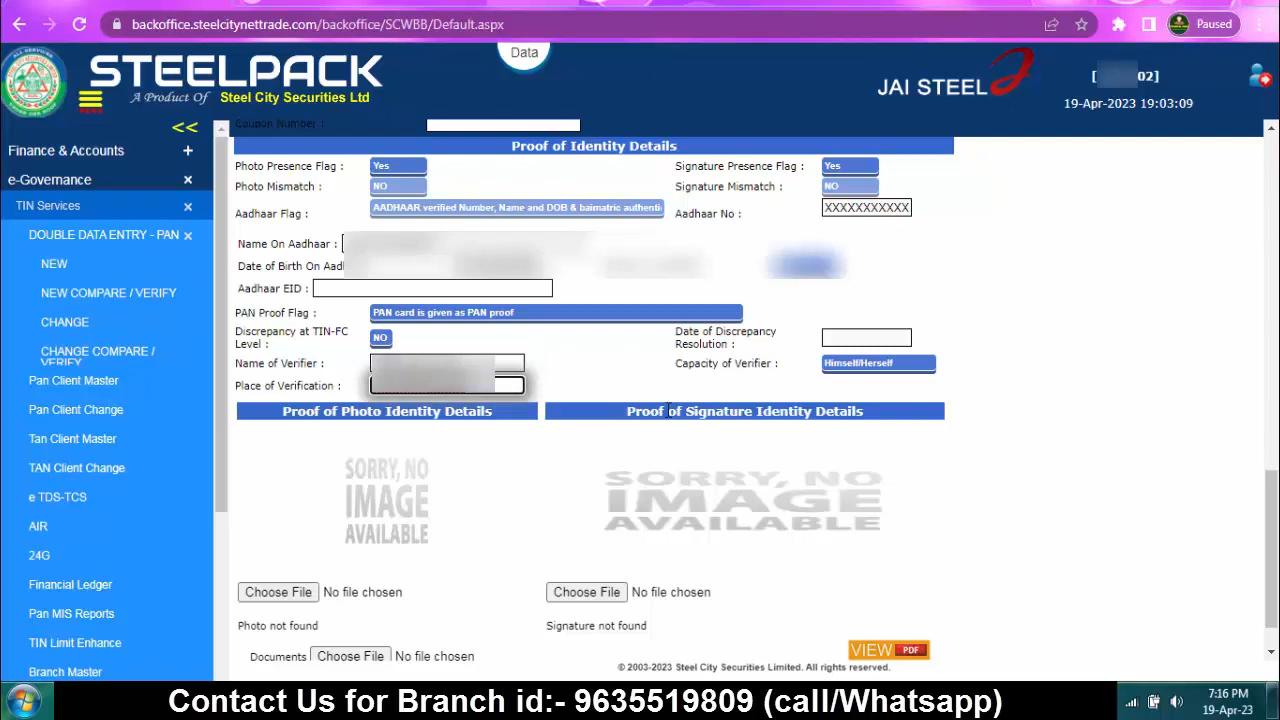 backoffice.steelcitynettrade.com/backoffice/SCWBB/Default.aspx
Paused
STEELPACK
A Product Of Steel City Securities Ltd
Data
JAI STEEL
[ 02]
19-Apr-2023 19:03:09
<<
Finance & Accounts +
e-Governance ×
TIN Services ×
DOUBLE DATA ENTRY - PAN ×
NEW
NEW COMPARE / VERIFY
CHANGE
CHANGE COMPARE /
VERIFY
Pan Client Master
Pan Client Change
Tan Client Master
TAN Client Change
e TDS-TCS
AIR
24G
Financial Ledger
Pan MIS Reports
TIN Limit Enhance
Branch Master
Coupon Number :
Proof of Identity Details
Photo Presence Flag : Yes Signature Presence Flag : Yes
Photo Mismatch : NO Signature Mismatch : NO
Aadhaar Flag : AADHAAR verified Number, Name and DOB & baimatric authenti Aadhaar No : XXXXXXXXXXX
Name On Aadhaar :
Date of Birth On Aad
Aadhaar EID :
PAN Proof Flag : PAN card is given as PAN proof
Discrepancy at TIN-FC
Level : NO
Date of Discrepancy
Resolution :
Name of Verifier : Capacity of Verifier : Himself/Herself
Place of Verification :
Proof of Photo Identity Details Proof of Signature Identity Details
SORRY, NO
IMAGE
AVAILABLE
SORRY, NO
IMAGE
AVAILABLE
Choose File No file chosen Choose File No file chosen
Photo not found Signature not found
Documents Choose File No file chosen
VIEW PDF
© 2003-2023 Steel City Securities Limited. All rights reserved.
Contact Us for Branch id:- 9635519809 (call/Whatsapp)
7:16 PM
19-Apr-23